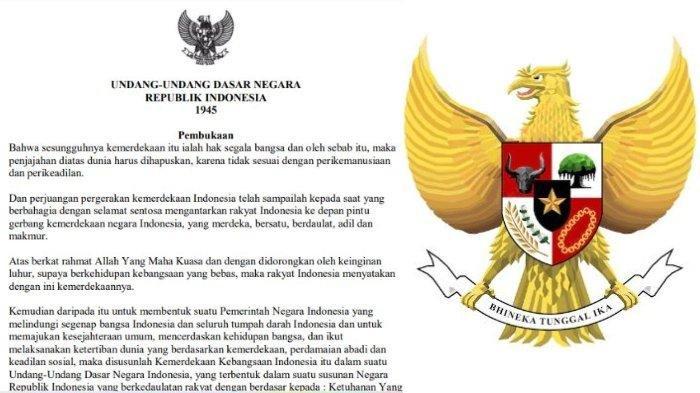 UNDANG-UNDANG DASAR NEGARA
REPUBLIK INDONESIA
1945
Pembukaan
Bahwa sesungguhnya kemerdekaan itu ialah hak segala bangsa dan oleh sebab itu, maka
penjajahan diatas dunia harus dihapuskan, karena tidak sesuai dengan perikemanusiaan
dan perikeadilan.
Dan perjuangan pergerakan kemerdekaan Indonesia telah sampailah kepada saat yang
berbahagia dengan selamat sentosa mengantarkan rakyat Indonesia ke depan pintu
gerbang kemerdekaan negara Indonesia, yang merdeka, bersatu, berdaulat, adil dan
makmur.
Atas berkat rahmat Allah Yang Maha Kuasa dan dengan didorongkan oleh keinginan
luhur, supaya berkehidupan kebangsaan yang bebas, maka rakyat Indonesia menyatakan
dengan ini kemerdekaannya.
Kemudian daripada itu untuk membentuk suatu Pemerintah Negara Indonesia yang
melindungi segenap bangsa Indonesia dan seluruh tumpah darah Indonesia dan untuk
memajukan kesejahteraan umum, mencerdaskan kehidupan bangsa, dan ikut
melaksanakan ketertiban dunia yang berdasarkan kemerdekaan, perdamaian abadi dan
keadilan sosial, maka disusunlah Kemerdekaan Kebangsaan Indonesia itu dalam suatu
Undang-Undang Dasar Negara Indonesia, yang terbentuk dalam suatu susunan Negara
Republik Indonesia yang berkedaulatan rakyat dengan berdasar kepada : Ketuhanan Yang
BHINEKA TUNGGAL IKA